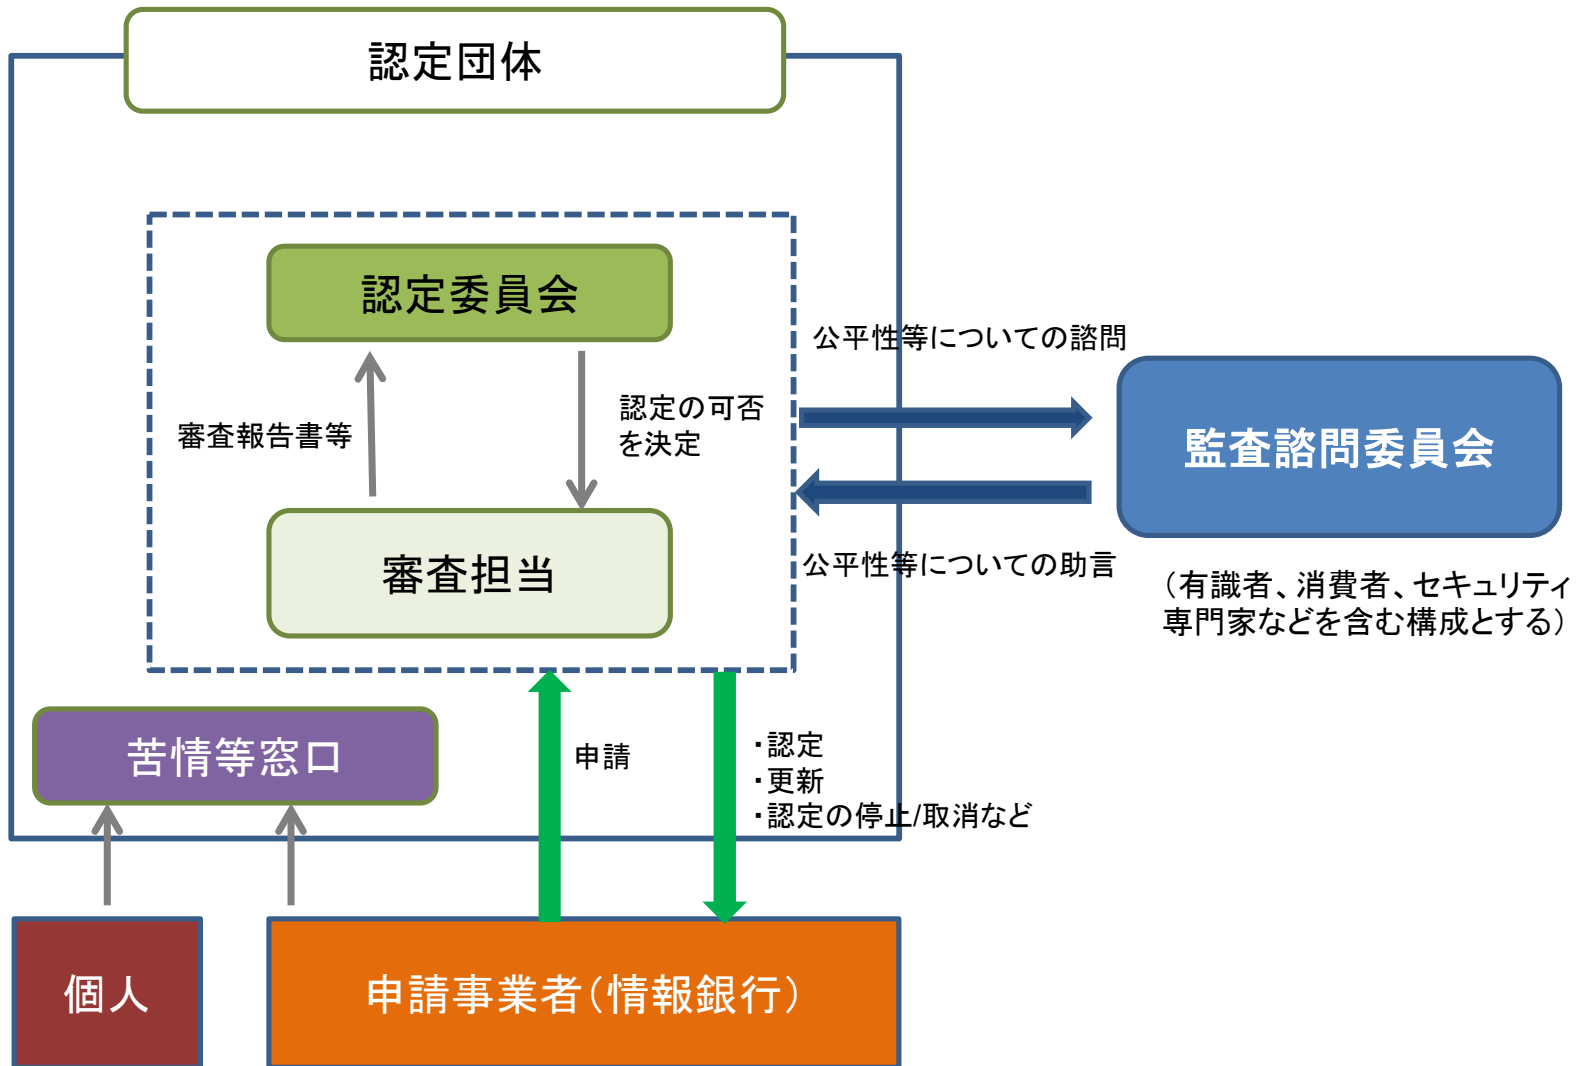 認定団体
認定委員会
公平性等についての諮問
審査報告書等
認定の可否
を決定
監査諮問委員会
審査担当
公平性等についての助言
（有識者、消費者、セキュリティ
専門家などを含む構成とする）
苦情等窓口
申請
・認定
・更新
・認定の停止/取消など
個人
申請事業者（情報銀行）